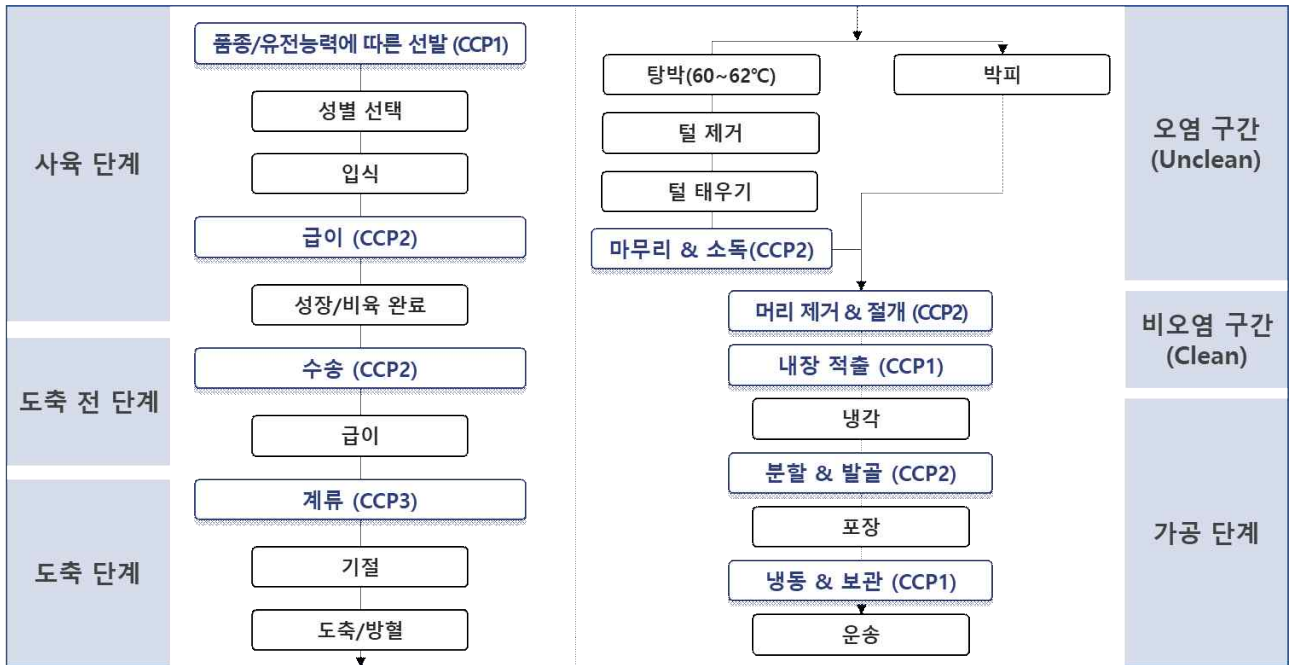 사육 단계
품종/유전능력에 따른 선발 (CCP1)
성별 선택
입식
급이 (CCP2)
성장/비육 완료
도축 전 단계
수송 (CCP2)
급이
도축 단계
계류 (CCP3)
기절
도축/방혈
오염 구간
(Unclean)
탕박(60~62℃)
박피
털 제거
털 태우기
마무리 & 소독(CCP2)
비오염 구간
(Clean)
머리 제거 & 절개 (CCP2)
내장 적출 (CCP1)
가공 단계
냉각
분할 & 발골 (CCP2)
포장
냉동 & 보관 (CCP1)
운송